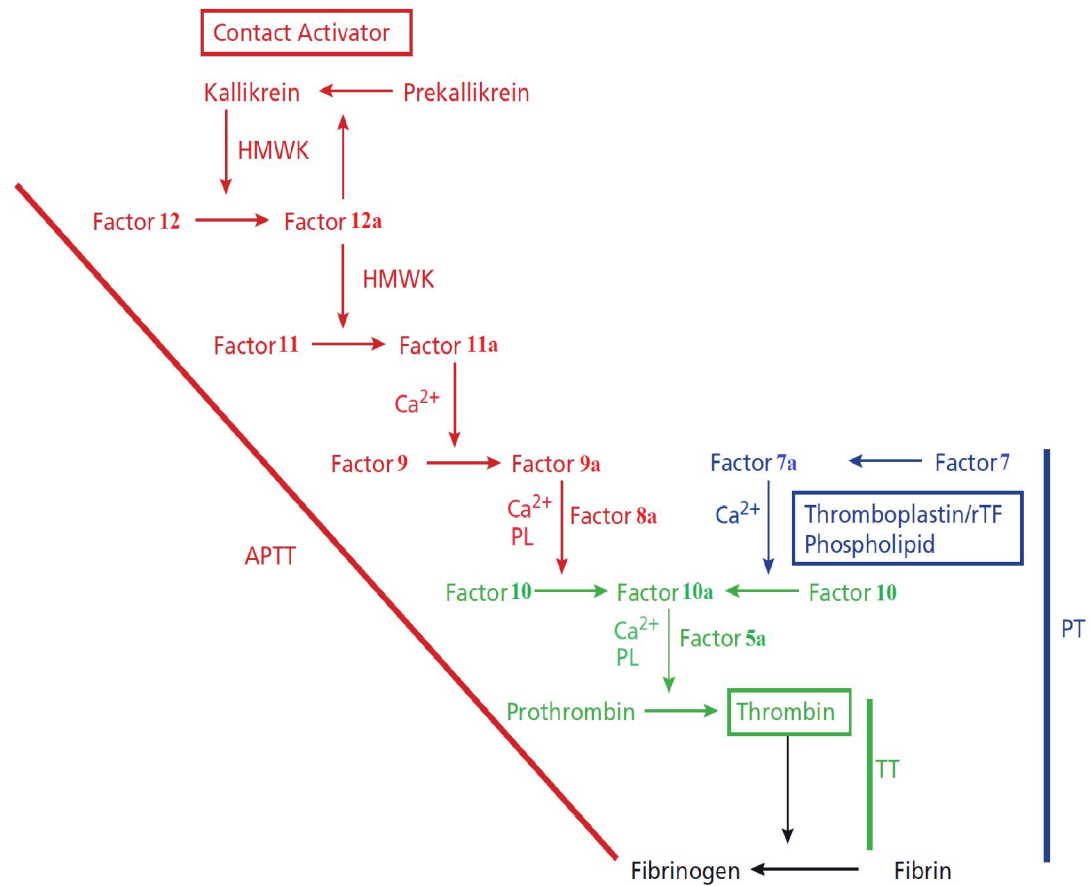 Contact Activator
Kallikrein Prekallikrein
HMWK
Factor 12 Factor 12a
HMWK
Factor 11 Factor 11a
Ca2+
Factor 9 Factor 9a Factor 7a Factor 7
Ca2+ Factor 8a Ca2+ Thromboplastin/rTF
PL Phospholipid
APTT
Factor 10 Factor 10a Factor 10
Ca2+ Factor 5a PT
PL
Prothrombin Thrombin
TT
Fibrinogen Fibrin